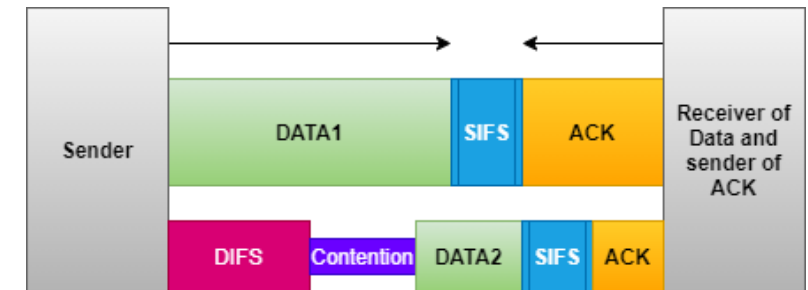 Sender
DATA1
SIFS
ACK
Receiver of
Data and
sender of
ACK
DIFS
Contention
DATA2
SIFS
ACK